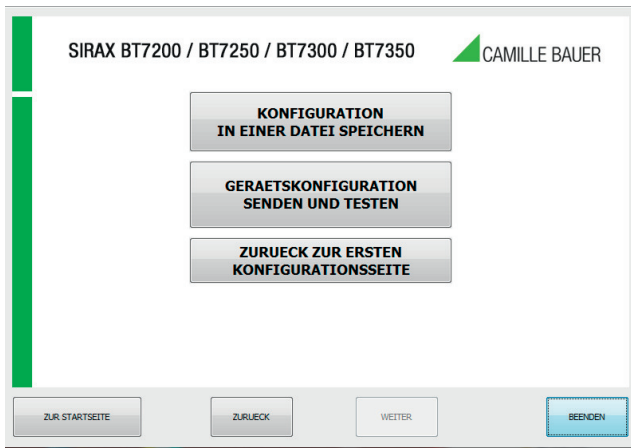 SIRAX BT7200 / BT7250 / BT7300 / BT7350
CAMILLE BAUER
KONFIGURATION
IN EINER DATEI SPEICHERN
GERAETSKONFIGURATION
SENDEN UND TESTEN
ZURUECK ZUR ERSTEN
KONFIGURATIONSSEITE
ZUR STARTSEITE
ZURUECK
WEITER
BEENDEN